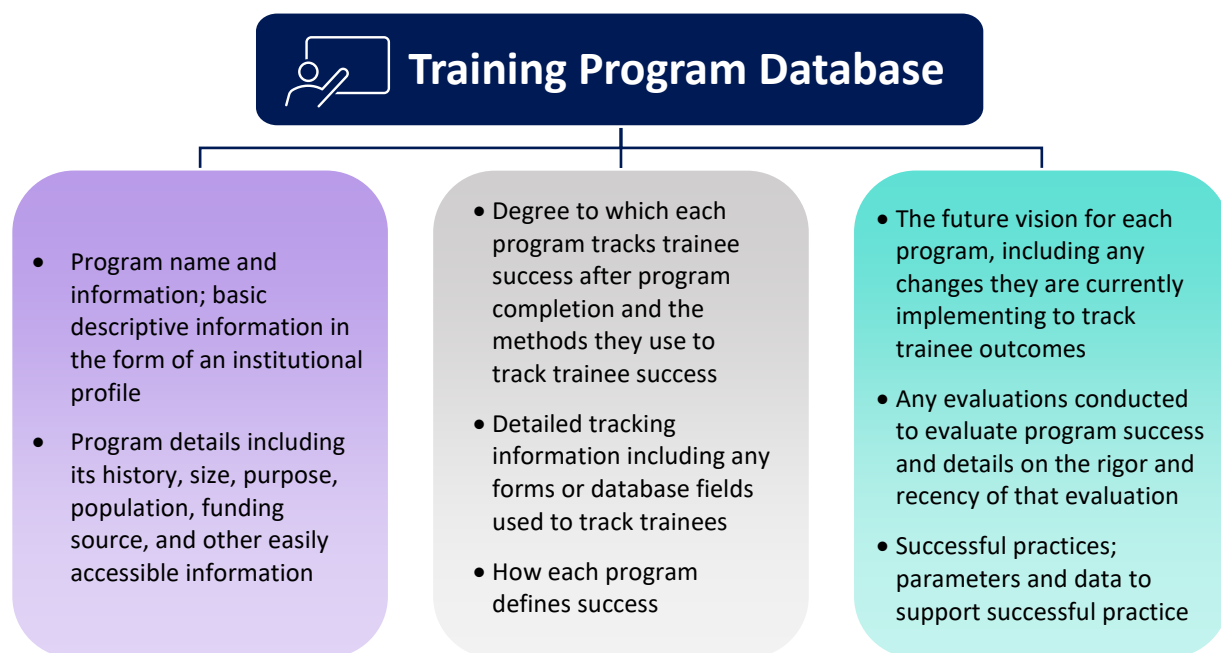 Training Program Database
• Program name and
information; basic
descriptive information in
the form of an institutional
profile
• Program details including
its history, size, purpose,
population, funding
source, and other easily
accessible information
• Degree to which each
program tracks trainee
success after program
completion and the
methods they use to
track trainee success
• Detailed tracking
information including any
forms or database fields
used to track trainees
• How each program
defines success
• The future vision for each
program, including any
changes they are currently
implementing to track
trainee outcomes
• Any evaluations conducted
to evaluate program success
and details on the rigor and
recency of that evaluation
• Successful practices;
parameters and data to
support successful practice